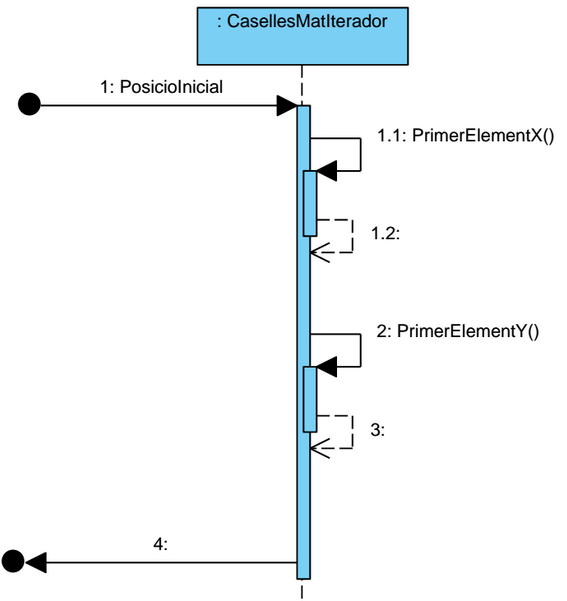 : CasellesMatIterador
1: PosicioInicial
1.1: PrimerElementX()
1.2:
2: PrimerElementY()
3:
4: